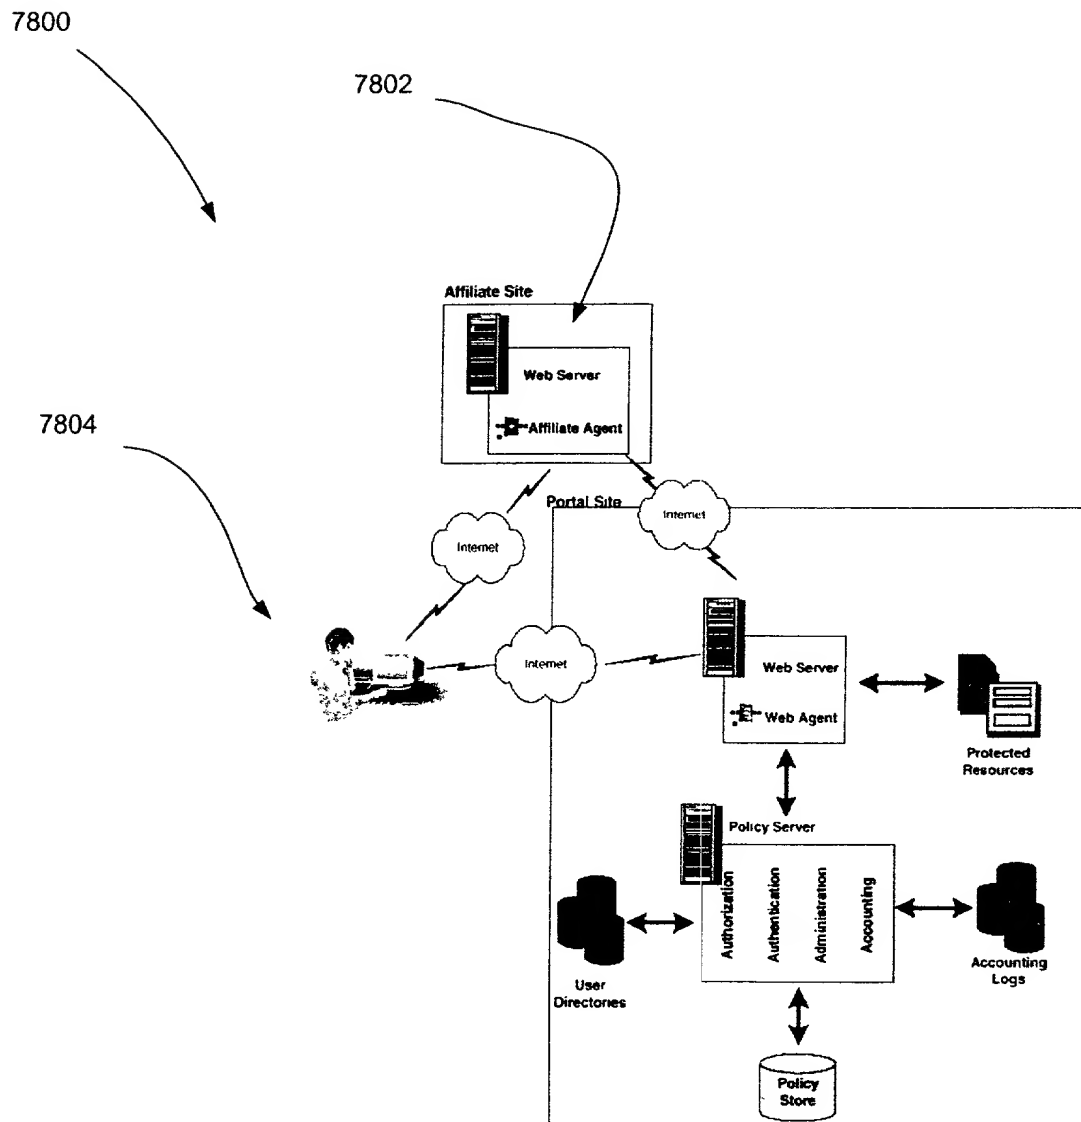 7800
7802
Affiliate Site
Web Server
Affiliate Agent
7804
Portal Site
Internet
Internet
Internet
Web Server
Web Agent
Protected
Resources
Policy Server
Authorization
Authentication
Administration
Accounting
User
Directories
Accounting
Logs
Policy
Store